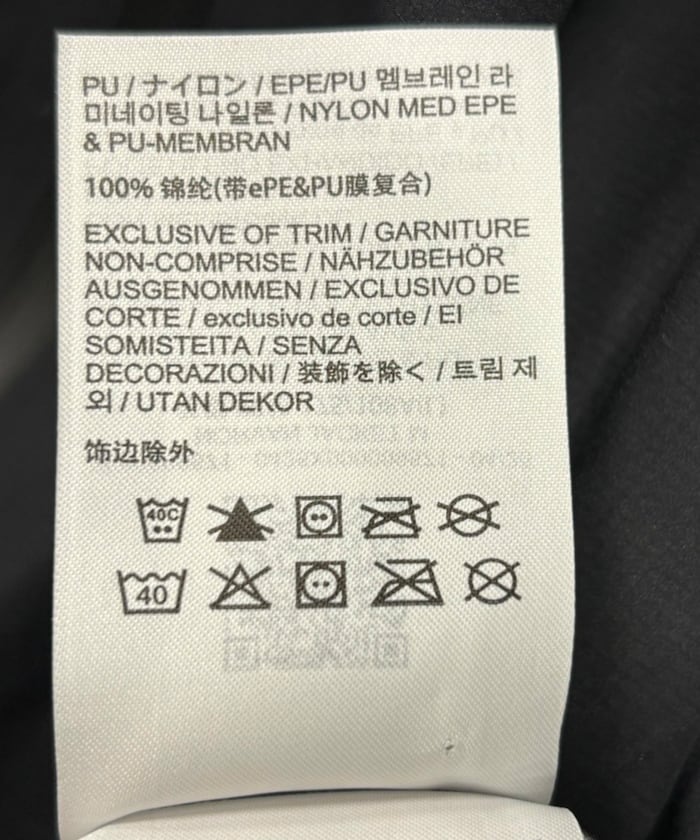 PU / ナイロン / EPE/PU 멤브레인 라
미네이팅 나일론 / NYLON MED EPE
& PU-MEMBRAN
100% 锦纶(带ePE&PU膜复合)
EXCLUSIVE OF TRIM / GARNITURE
NON-COMPRISE / NÄHZUBEHÖR
AUSGENOMMEN / EXCLUSIVO DE
CORTE / exclusivo de corte / EI
SOMISTEITA / SENZA
DECORAZIONI / 装飾を除く / 트림 제
외 / UTAN DEKOR
饰边除外
40C
40